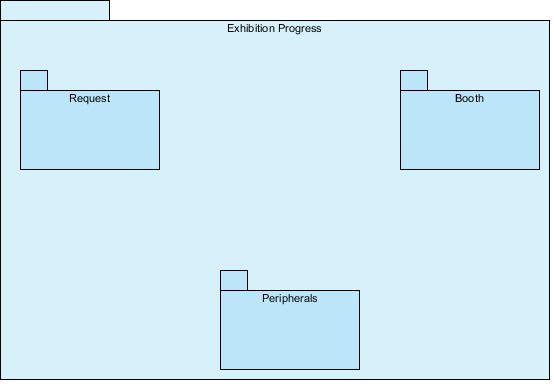 Exhibition Progress
Request
Booth
Peripherals